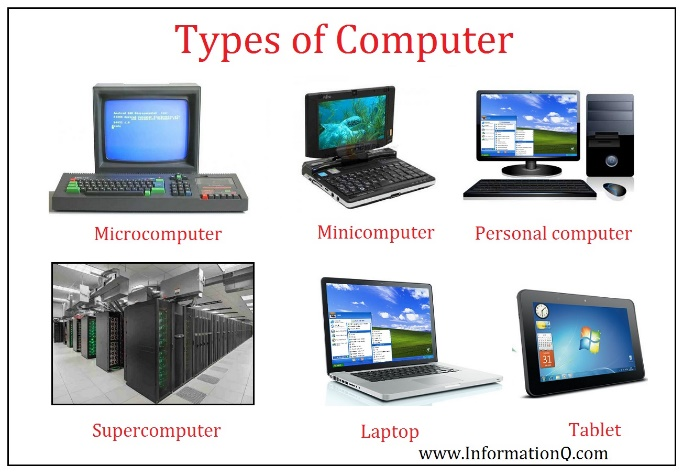 Types of Computer
Microcomputer
Minicomputer
Personal computer
Supercomputer
Laptop
Tablet
www.InformationQ.com